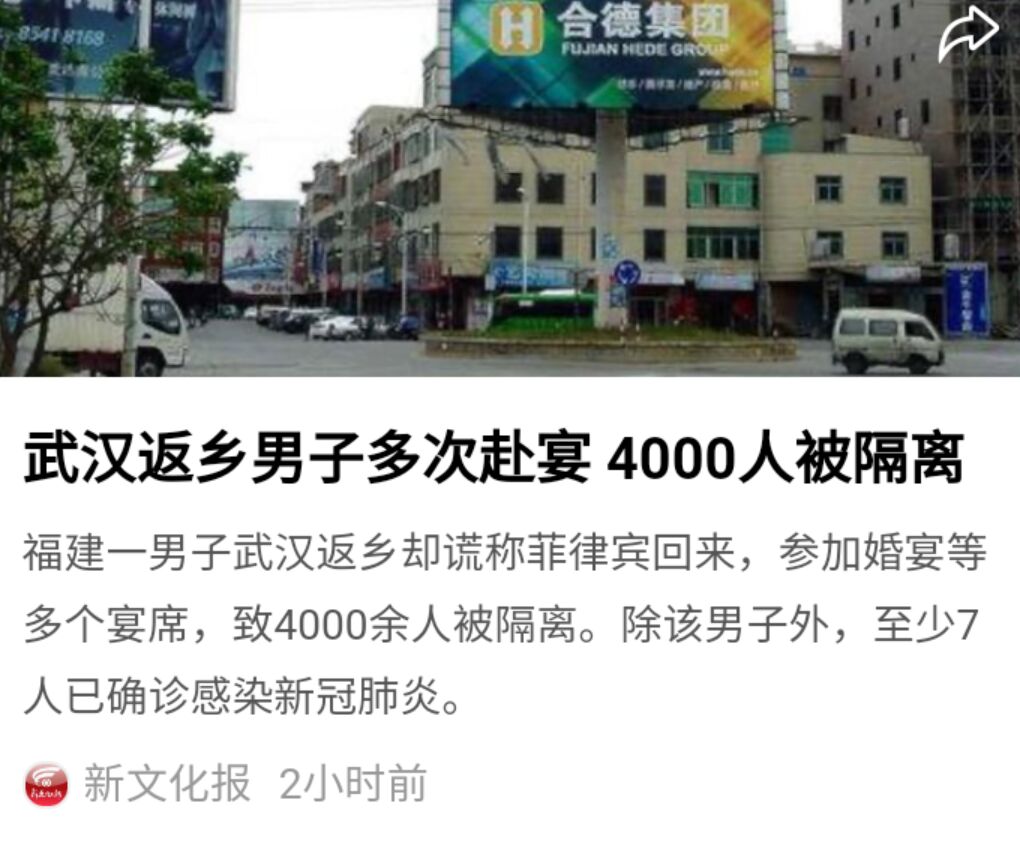 8541 8168
合德集团
FUJIAN HEDE GROUP
武汉返乡男子多次赴宴 4000人被隔离
福建一男子武汉返乡却谎称菲律宾回来，参加婚宴等
多个宴席，致4000余人被隔离。除该男子外，至少7
人已确诊感染新冠肺炎。
新文化报 2小时前